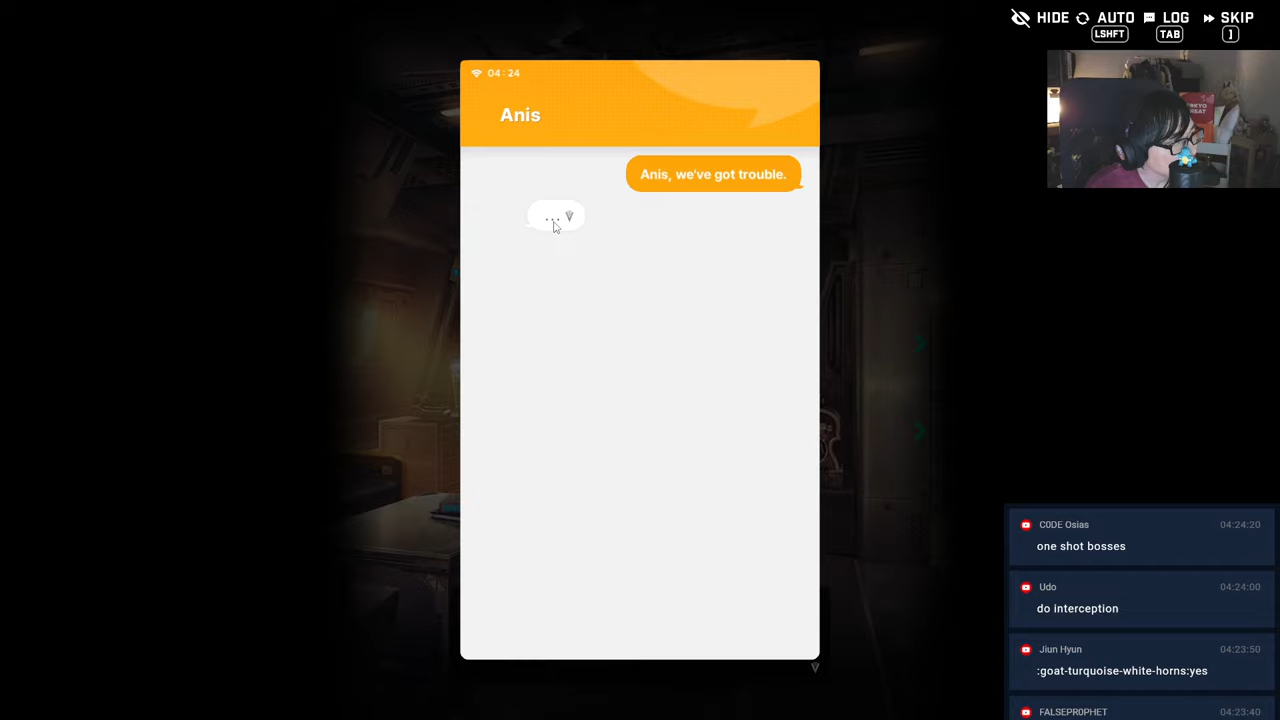 HIDE AUTO LOG SKIP
LSHFT TAB ]
04:24
Anis
Anis, we've got trouble.
...
C0DE Osias 04:24:20
one shot bosses
Udo 04:24:00
do interception
Jiun Hyun 04:23:50
:goat-turquoise-white-horns:yes
FALSEPR0PHET 04:23:40